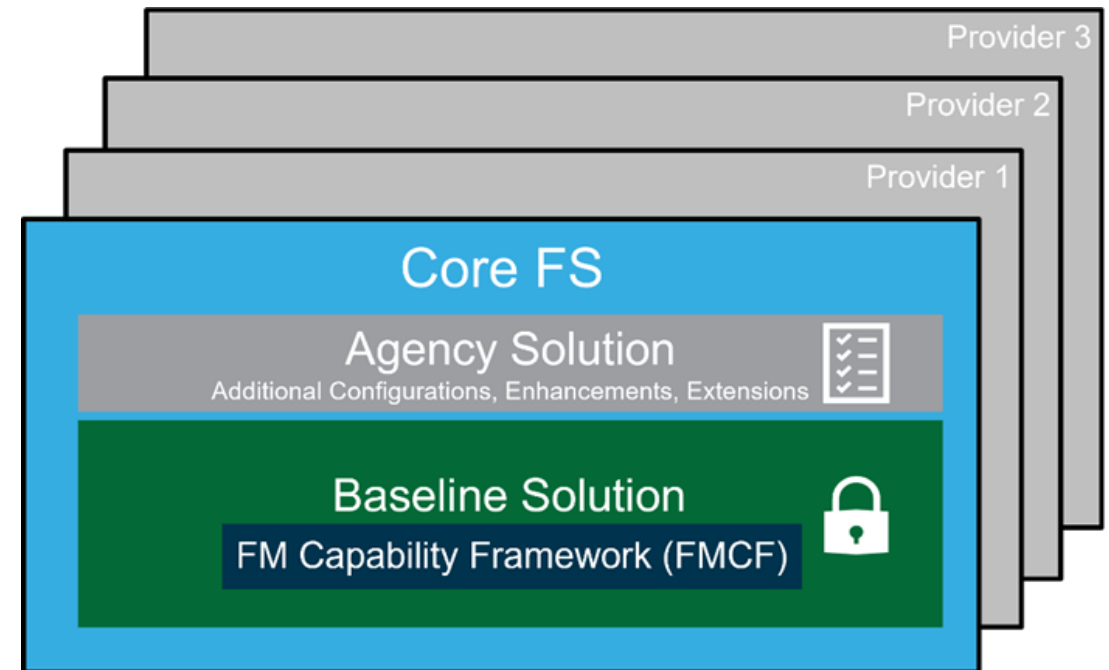 Provider 3
Provider 2
Provider 1
Core FS
Agency Solution
Additional Configurations, Enhancements, Extensions
Baseline Solution
FM Capability Framework (FMCF)